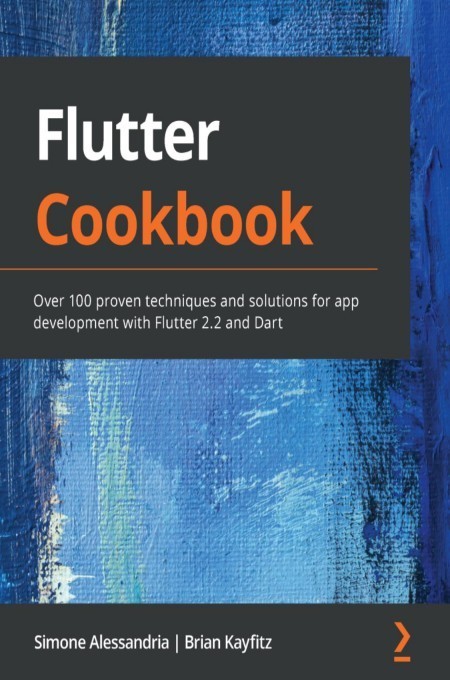 Flutter
Cookbook
Over 100 proven techniques and solutions for app
development with Flutter 2.2 and Dart
Simone Alessandria | Brian Kayfitz